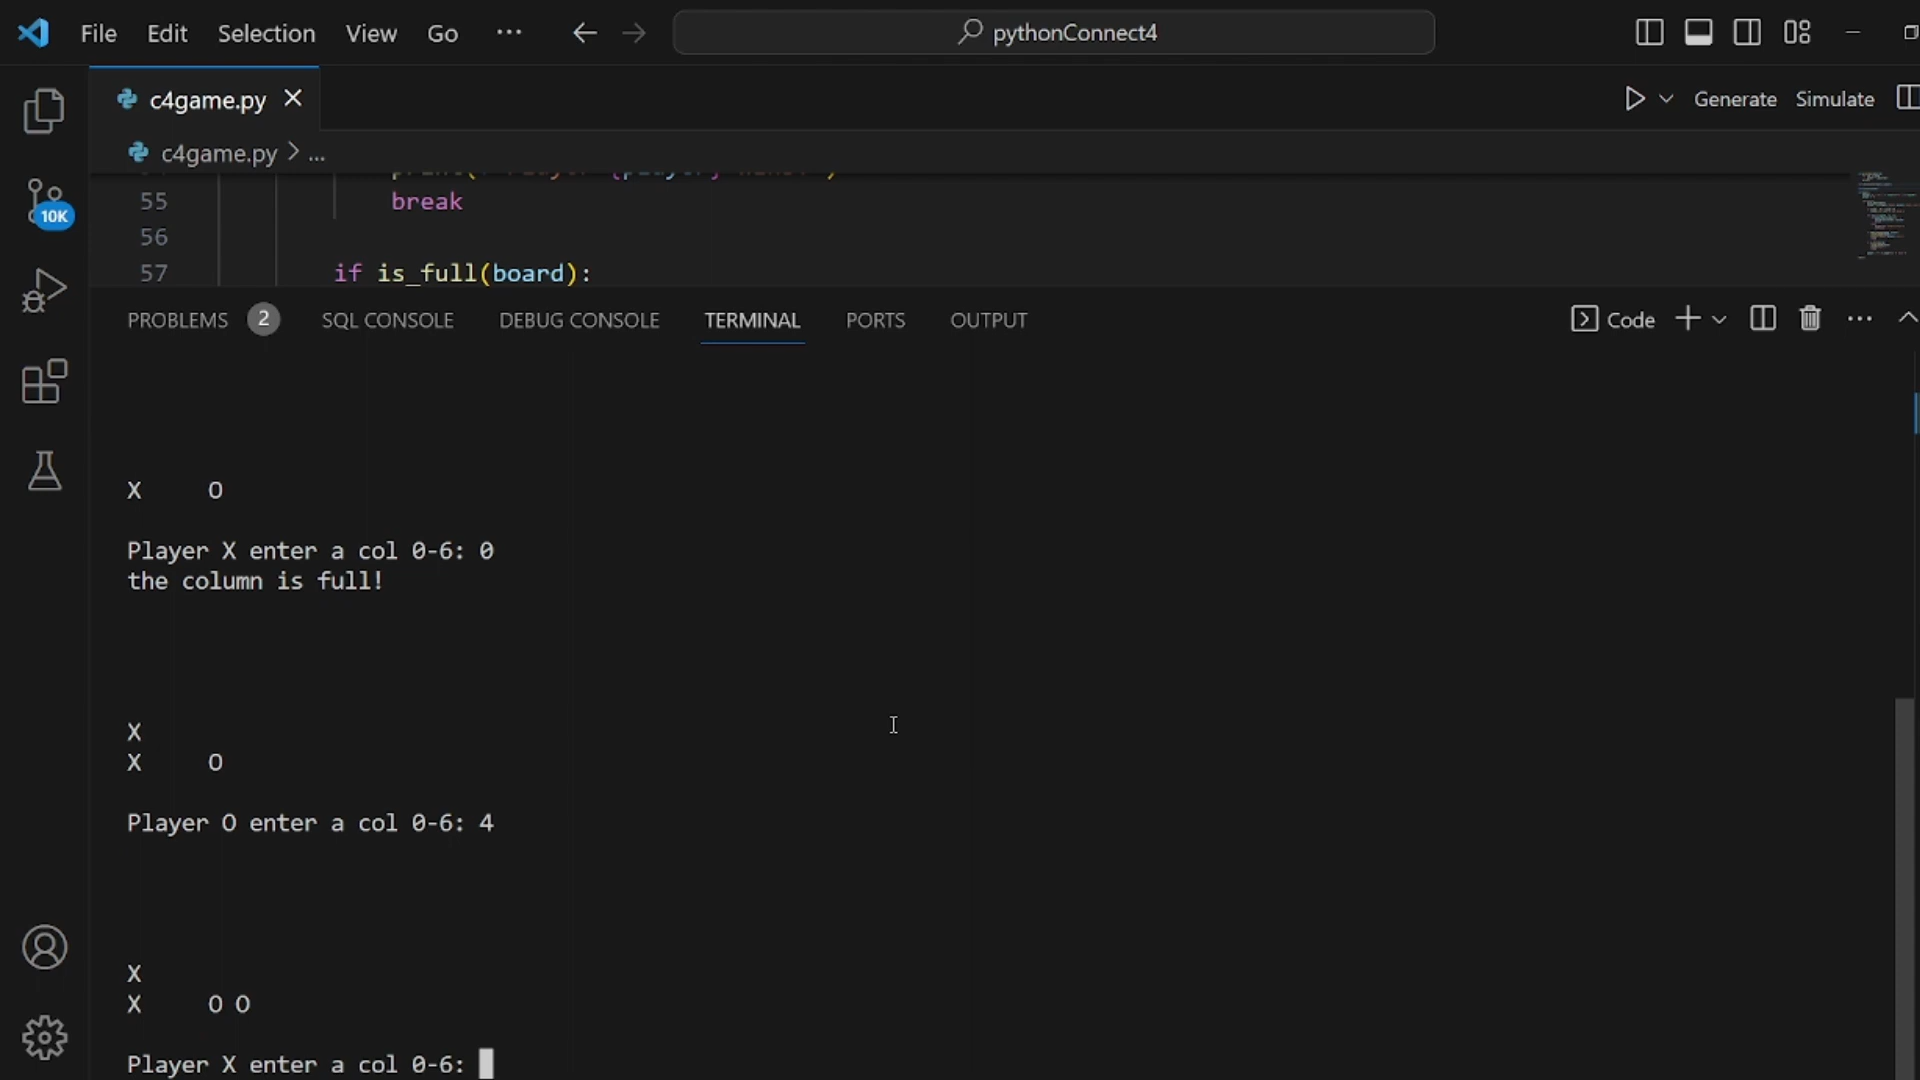 File Edit Selection View Go ... pythonConnect4
c4game.py
Generate Simulate
c4game.py > ...
55 break
56
57 if is_full(board):
10K
PROBLEMS 2 SQL CONSOLE DEBUG CONSOLE TERMINAL PORTS OUTPUT
Code
X O
Player X enter a col 0-6: 0
the column is full!
X
X O
Player O enter a col 0-6: 4
X
X O O
Player X enter a col 0-6: